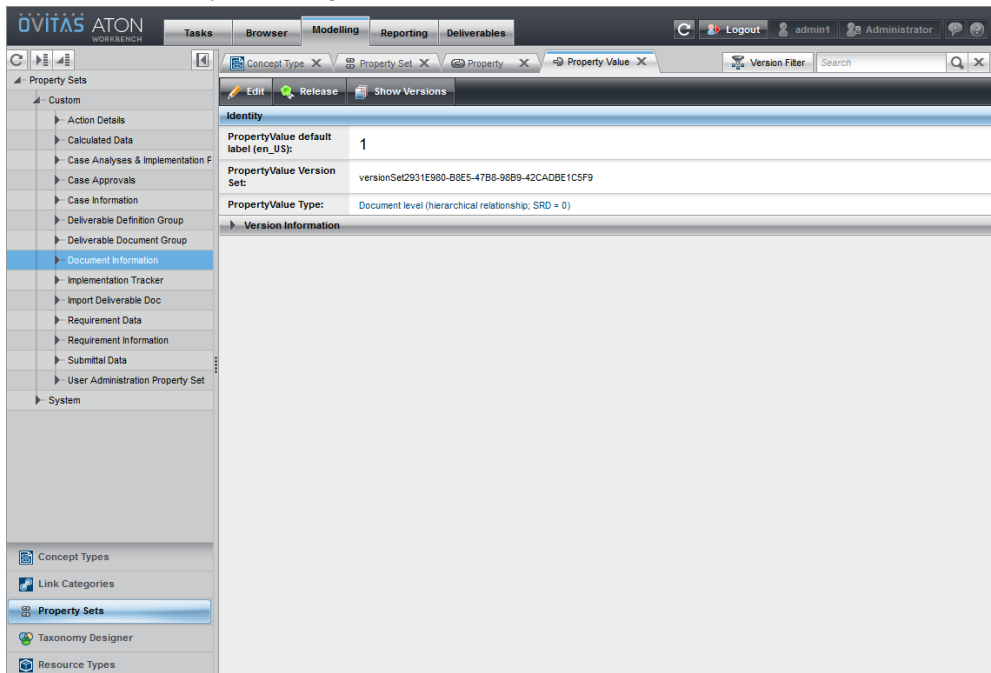 OVITAS ATON
WORKBENCH
Tasks
Browser
Modelling
Reporting
Deliverables
Logout
admin1
Administrator
Concept Type
Property Set
Property
Property Value
Version Filter
Search
Property Sets
Custom
Action Details
Calculated Data
Case Analyses & Implementation P
Case Approvals
Case Information
Deliverable Definition Group
Deliverable Document Group
Document Information
Implementation Tracker
Import Deliverable Doc
Requirement Data
Requirement Information
Submittal Data
User Administration Property Set
System
Edit
Release
Show Versions
Identity
PropertyValue default
label (en_US):
1
PropertyValue Version
Set:
versionSet2931E980-B8E5-47B8-98B9-42CADBE1C5F9
PropertyValue Type:
Document level (hierarchical relationship; SRD = 0)
Version Information
Concept Types
Link Categories
Property Sets
Taxonomy Designer
Resource Types